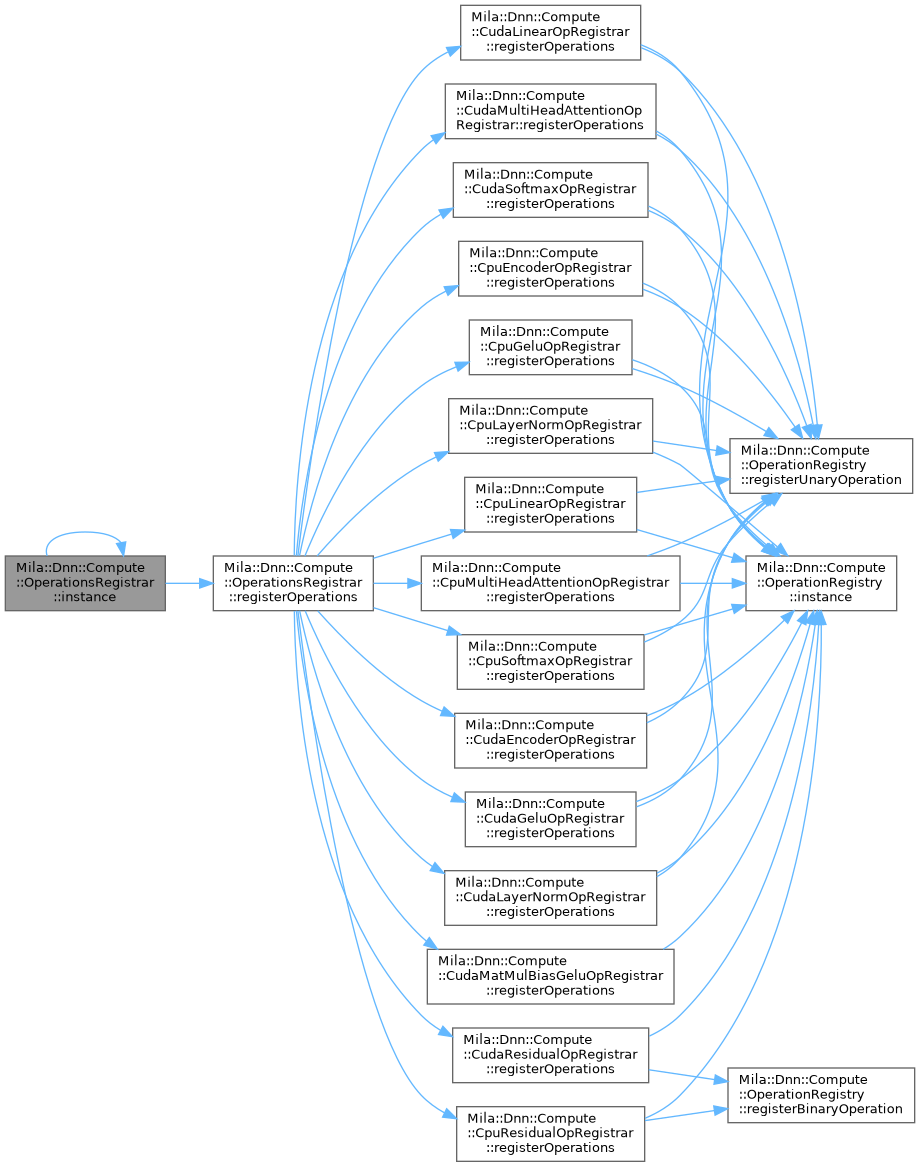 Mila::Dnn::Compute
::OperationsRegistrar
::instance
Mila::Dnn::Compute
::OperationsRegistrar
::registerOperations
Mila::Dnn::Compute
::CudaLinearOpRegistrar
::registerOperations
Mila::Dnn::Compute
::CudaMultiHeadAttentionOp
Registrar::registerOperations
Mila::Dnn::Compute
::CudaSoftmaxOpRegistrar
::registerOperations
Mila::Dnn::Compute
::CpuEncoderOpRegistrar
::registerOperations
Mila::Dnn::Compute
::CpuGeluOpRegistrar
::registerOperations
Mila::Dnn::Compute
::CpuLayerNormOpRegistrar
::registerOperations
Mila::Dnn::Compute
::CpuLinearOpRegistrar
::registerOperations
Mila::Dnn::Compute
::CpuMultiHeadAttentionOpRegistrar
::registerOperations
Mila::Dnn::Compute
::CpuSoftmaxOpRegistrar
::registerOperations
Mila::Dnn::Compute
::CudaEncoderOpRegistrar
::registerOperations
Mila::Dnn::Compute
::CudaGeluOpRegistrar
::registerOperations
Mila::Dnn::Compute
::CudaLayerNormOpRegistrar
::registerOperations
Mila::Dnn::Compute
::CudaMatMulBiasGeluOpRegistrar
::registerOperations
Mila::Dnn::Compute
::CudaResidualOpRegistrar
::registerOperations
Mila::Dnn::Compute
::CpuResidualOpRegistrar
::registerOperations
Mila::Dnn::Compute
::OperationRegistry
::registerUnaryOperation
Mila::Dnn::Compute
::OperationRegistry
::instance
Mila::Dnn::Compute
::OperationRegistry
::registerBinaryOperation